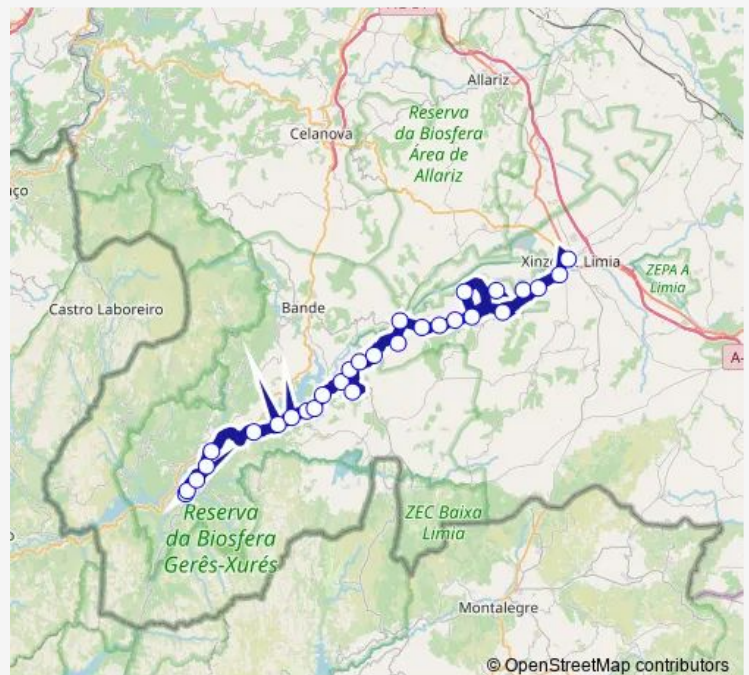 Allariz
Reserva
da Biosfera
Área de
Allariz
Celanova
Xinzo
Limia
ZEPA A
Limia
Castro Laboreiro
Bande
A-
Reserva
da Biosfera
Gerês-Xurés
ZEC Baixa
Limia
Montalegre
© OpenStreetMap contributors